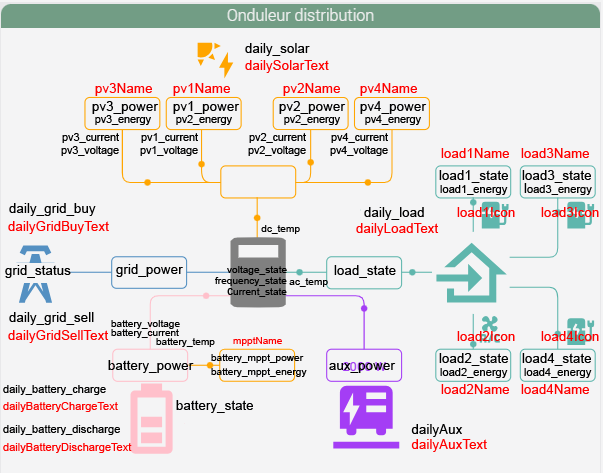 Onduleur distribution
daily_solar
dailySolarText
pv3Name
pv1Name
pv2Name
pv4Name
pv3_power
pv3_energy
pv1_power
pv2_energy
pv2_power
pv2_energy
pv4_power
pv4_energy
pv3_current
pv3_voltage
pv1_current
pv1_voltage
pv2_current
pv2_voltage
pv4_current
pv4_voltage
load1Name
load3Name
load1_state
load1_energy
load3_state
load3_energy
daily_grid_buy
dailyGridBuyText
daily_load
dailyLoadText
load1Icon
load3Icon
dc_temp
grid_status
grid_power
voltage_state
frequency_state
Current_state
ac_temp
load_state
daily_grid_sell
dailyGridSellText
battery_voltage
battery_current
battery_temp
mpptName
load2Icon
load4Icon
battery_power
battery_mppt_power
battery_mppt_energy
aux_power
load2_state
load2_energy
load4_state
load4_energy
load2Name
load4Name
daily_battery_charge
dailyBatteryChargeText
battery_state
daily_battery_discharge
dailyBatteryDischargeText
dailyAux
dailyAuxText